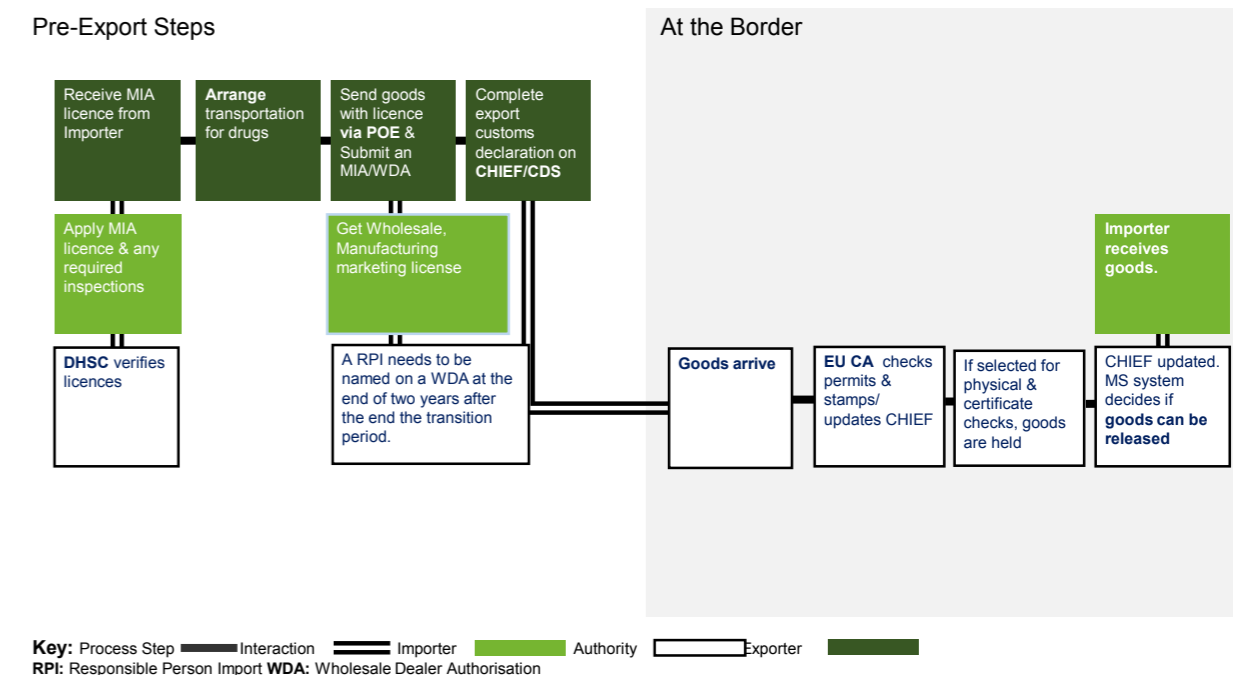 Pre-Export Steps
At the Border
Receive MIA
licence from
Importer
Arrange
transportation
for drugs
Send goods
with licence
via POE &
Submit an
MIA/WDA
Complete
export
customs
declaration on
CHIEF/CDS
Apply MIA
licence & any
required
inspections
Get Wholesale,
Manufacturing
marketing license
Importer
receives
goods.
DHSC verifies
licences
A RPI needs to be
named on a WDA at the
end of two years after
the end the transition
period.
Goods arrive
EU CA checks
permits &
stamps/
updates CHIEF
If selected for
physical &
certificate
checks, goods
are held
CHIEF updated.
MS system
decides if
goods can be
released
Key: Process Step Interaction Importer Authority Exporter
RPI: Responsible Person Import WDA: Wholesale Dealer Authorisation